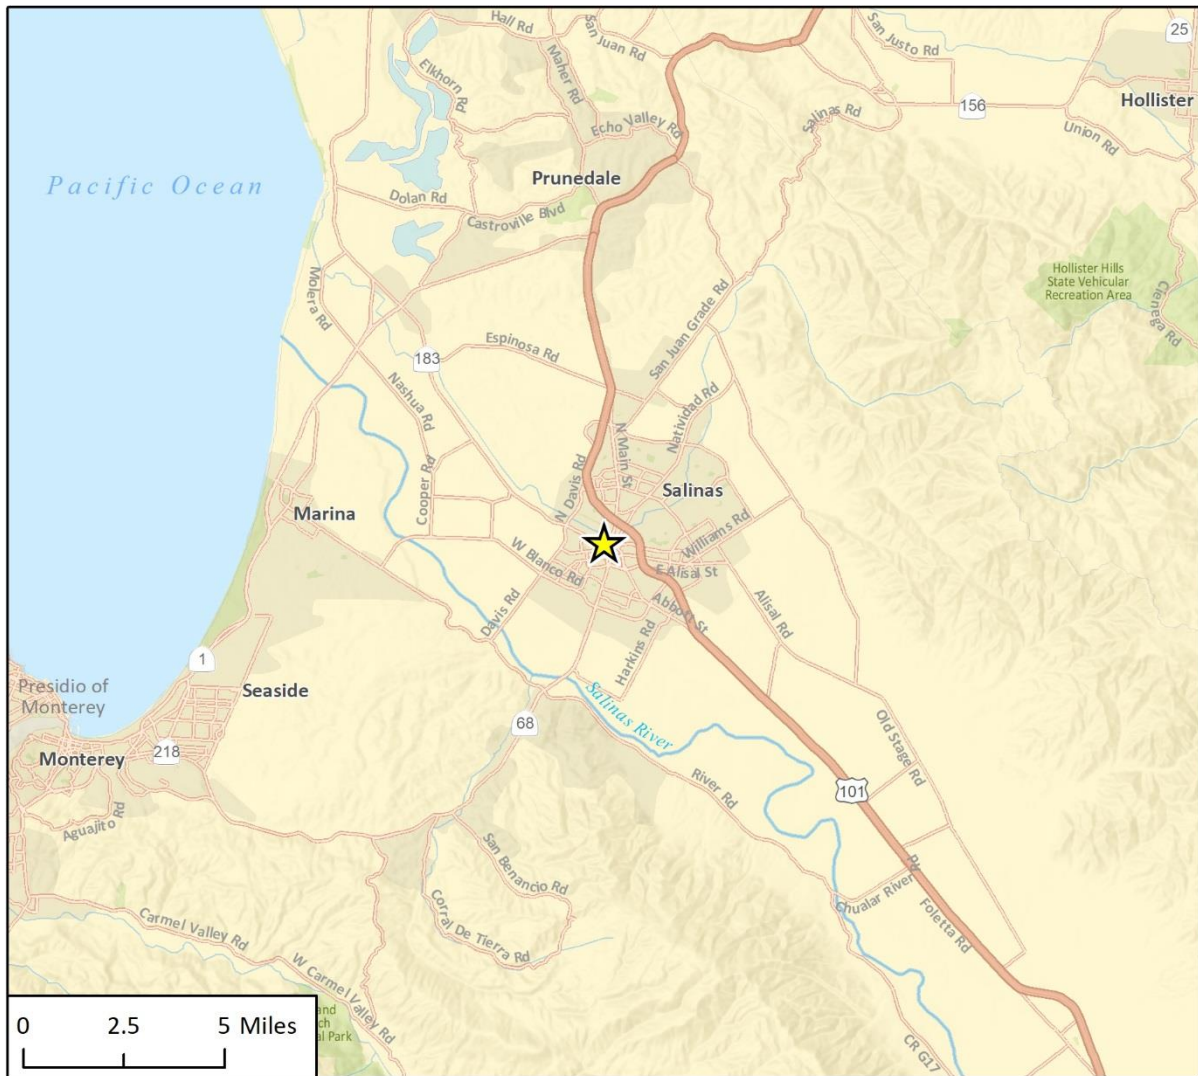 Hall Rd
San Juan Rd
San Justo Rd
25
Elkhorn Rd
Maher Rd
Hollister
156
Salinas Rd
Echo Valley Rd
Union Rd
Pacific Ocean
Prunedale
Dolan Rd
Castroville Blvd
Molera Rd
Hollister Hills
State Vehicular
Recreation Area
Cienega Rd
San Juan Grade Rd
Espinosa Rd
183
Nashua Rd
Natividad Rd
N Main St
N Davis Rd
Salinas
Cooper Rd
Marina
Williams Rd
W Blanco Rd
E Alisal St
Davis Rd
Abbott St
Alisal Rd
Harkins Rd
1
Presidio of
Monterey
Seaside
Salinas River
68
Old Stage Rd
218
Monterey
River Rd
101
Aguajito Rd
San Benancio Rd
Chualar River Rd
Foletta Rd
Corral De Tierra Rd
Carmel Valley Rd
W Carmel Valley Rd
and
ch
al Park
CR G17
0 2.5 5 Miles